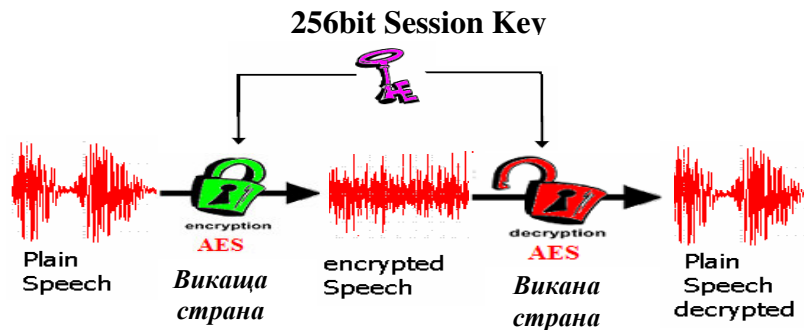 256bit Session Key
encryption
AES
decryption
AES
Plain
Speech
Викаща
страна
encrypted
Speech
Викана
страна
Plain
Speech
decrypted